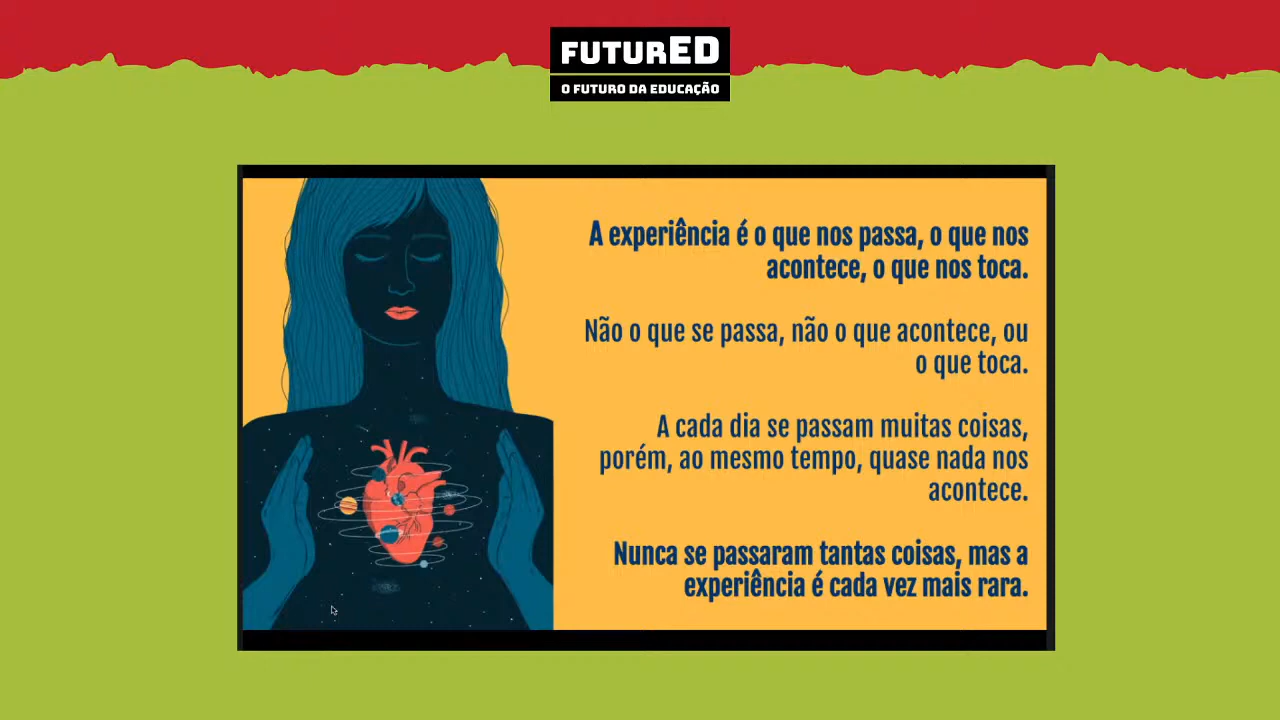 FUTURED
O FUTURO DA EDUCAÇÃO
A experiência é o que nos passa, o que nos
acontece, o que nos toca.
Não o que se passa, não o que acontece, ou
o que toca.
A cada dia se passam muitas coisas,
porém, ao mesmo tempo, quase nada nos
acontece.
Nunca se passaram tantas coisas, mas a
experiência é cada vez mais rara.